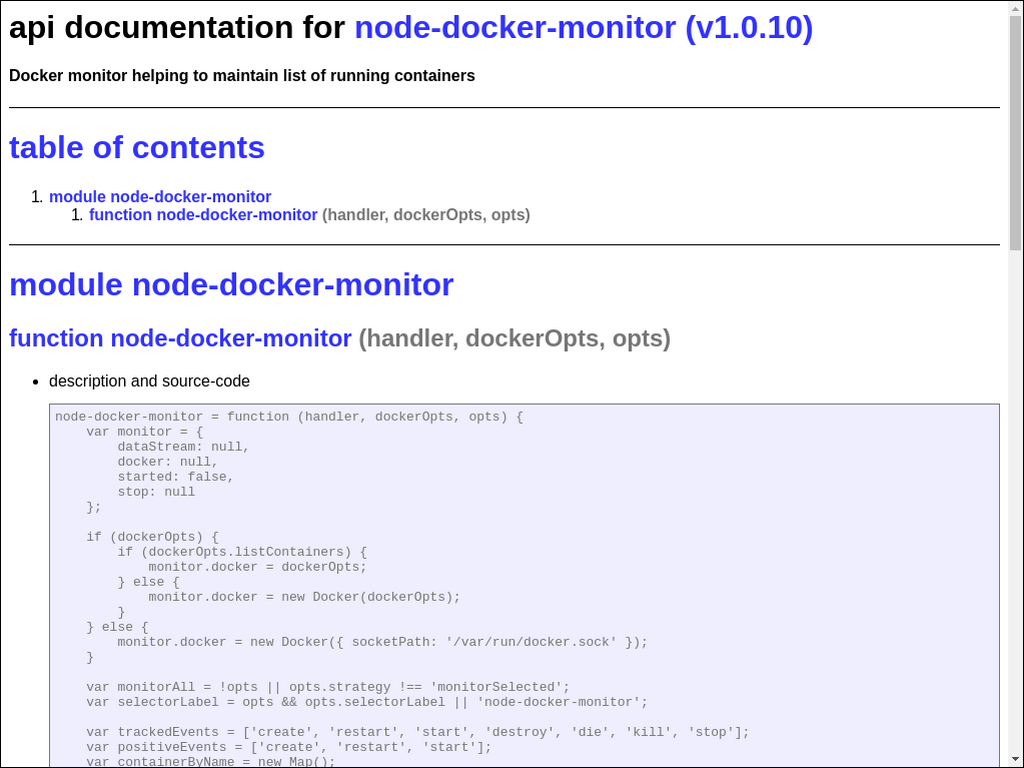 api documentation for node-docker-monitor (v1.0.10)
Docker monitor helping to maintain list of running containers
table of contents
1. module node-docker-monitor
1. function node-docker-monitor (handler, dockerOpts, opts)
module node-docker-monitor
function node-docker-monitor (handler, dockerOpts, opts)
• description and source-code
node-docker-monitor = function (handler, dockerOpts, opts) {
    var monitor = {
        dataStream: null,
        docker: null,
        started: false,
        stop: null
    };

    if (dockerOpts) {
        if (dockerOpts.listContainers) {
            monitor.docker = dockerOpts;
        } else {
            monitor.docker = new Docker(dockerOpts);
        }
    } else {
        monitor.docker = new Docker({ socketPath: '/var/run/docker.sock' });
    }

    var monitorAll = !opts || opts.strategy !== 'monitorSelected';
    var selectorLabel = opts && opts.selectorLabel || 'node-docker-monitor';

    var trackedEvents = ['create', 'restart', 'start', 'destroy', 'die', 'kill', 'stop'];
    var positiveEvents = ['create', 'restart', 'start'];
    var containerByName = new Map();